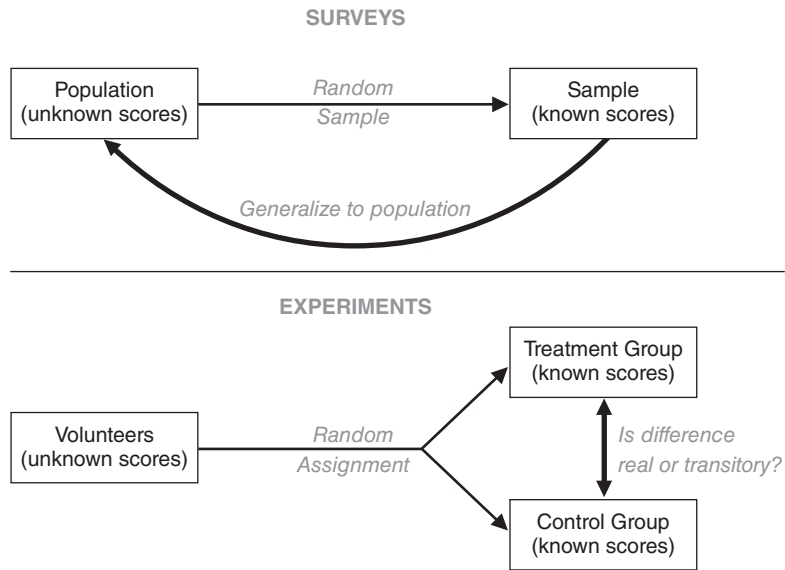 SURVEYS
Population
(unknown scores)
Random
Sample
Sample
(known scores)
Generalize to population
EXPERIMENTS
Volunteers
(unknown scores)
Random
Assignment
Treatment Group
(known scores)
Is difference
real or transitory?
Control Group
(known scores)